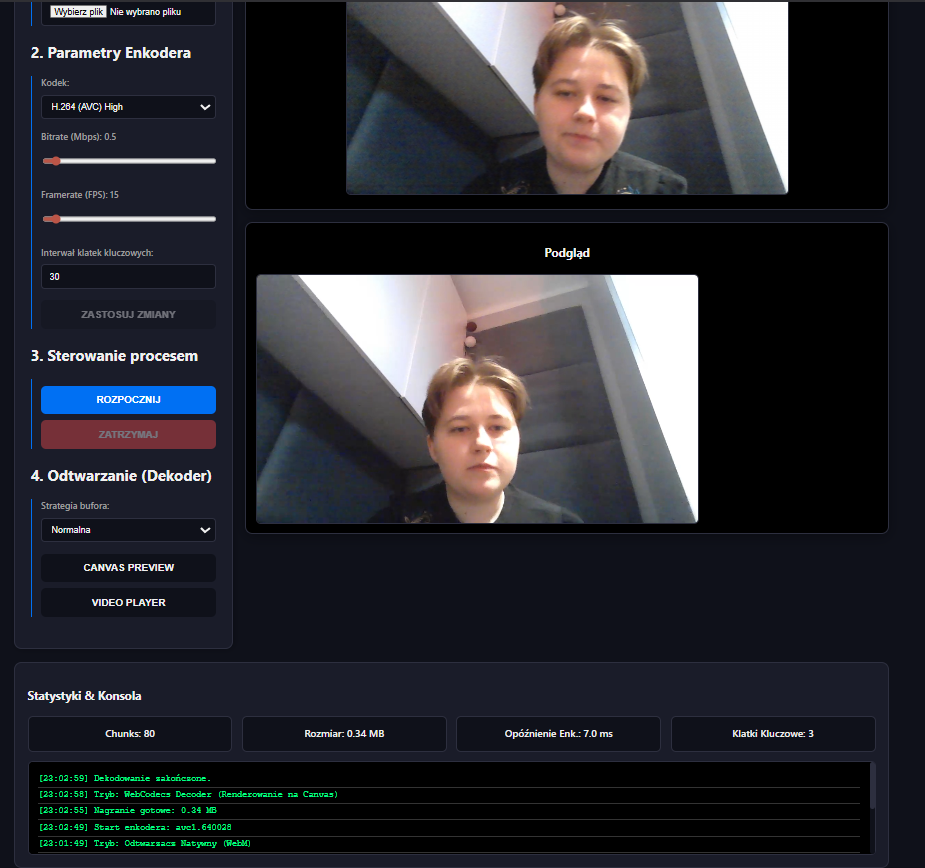 Wybierz plik Nie wybrano pliku
2. Parametry Enkodera
Kodek:
H.264 (AVC) High
Bitrate (Mbps): 0.5
Framerate (FPS): 15
Interwał klatek kluczowych:
30
ZASTOSUJ ZMIANY
3. Sterowanie procesem
ROZPOCZNIJ
ZATRZYMAJ
4. Odtwarzanie (Dekoder)
Strategia bufora:
Normalna
CANVAS PREVIEW
VIDEO PLAYER
Podgląd
Statystyki & Konsola
Chunks: 80
Rozmiar: 0.34 MB
Opóźnienie Enk.: 7.0 ms
Klatki Kluczowe: 3
[23:02:59] Dekodowanie zakończone.
[23:02:58] Tryb: WebCodecs Decoder (Renderowanie na Canvas)
[23:02:55] Nagranie gotowe: 0.34 MB
[23:02:49] Start enkodera: avc1.640028
[23:01:49] Tryb: Odtwarzacz Natywny (WebM)